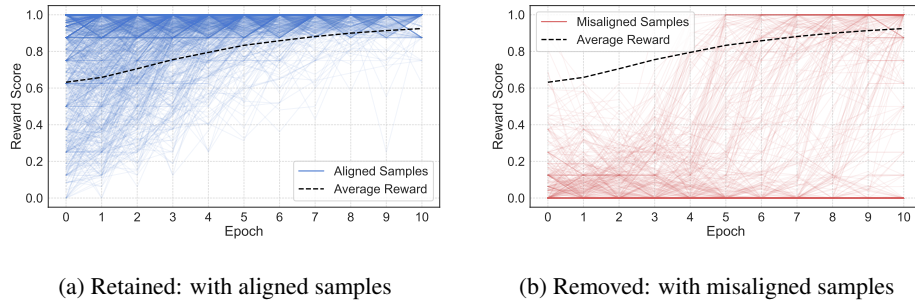 1.0
0.8
0.6
0.4
0.2
0.0
Reward Score
Aligned Samples
Average Reward
0 1 2 3 4 5 6 7 8 9 10
Epoch
(a) Retained: with aligned samples
1.0
0.8
0.6
0.4
0.2
0.0
Reward Score
Misaligned Samples
Average Reward
0 1 2 3 4 5 6 7 8 9 10
Epoch
(b) Removed: with misaligned samples